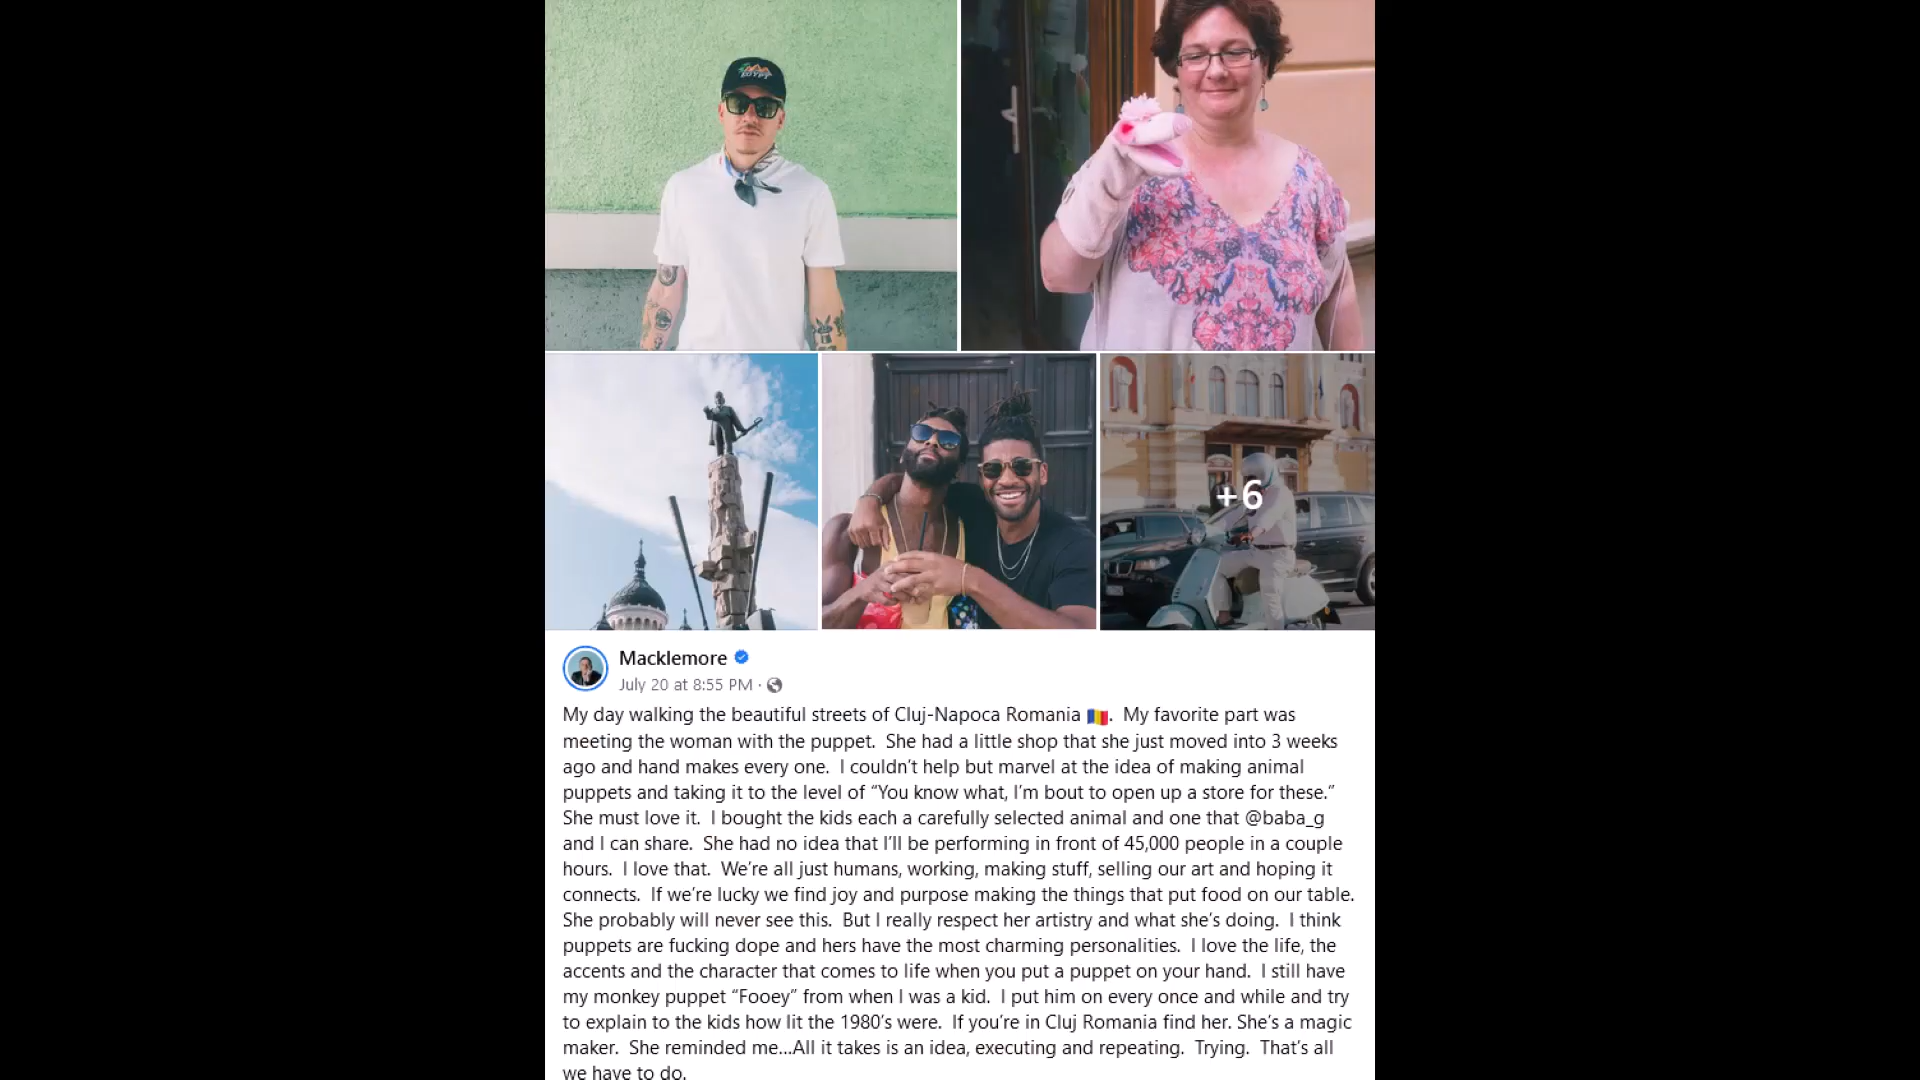 +6
Macklemore
July 20 at 8:55 PM ·
My day walking the beautiful streets of Cluj-Napoca Romania 🇷🇴.  My favorite part was
meeting the woman with the puppet.  She had a little shop that she just moved into 3 weeks
ago and hand makes every one.  I couldn't help but marvel at the idea of making animal
puppets and taking it to the level of “You know what, I'm bout to open up a store for these.”
She must love it.  I bought the kids each a carefully selected animal and one that @baba_g
and I can share.  She had no idea that I'll be performing in front of 45,000 people in a couple
hours.  I love that.  We're all just humans, working, making stuff, selling our art and hoping it
connects.  If we're lucky we find joy and purpose making the things that put food on our table.
She probably will never see this.  But I really respect her artistry and what she's doing.  I think
puppets are fucking dope and hers have the most charming personalities.  I love the life, the
accents and the character that comes to life when you put a puppet on your hand.  I still have
my monkey puppet “Fooey” from when I was a kid.  I put him on every once and while and try
to explain to the kids how lit the 1980's were.  If you're in Cluj Romania find her. She's a magic
maker.  She reminded me...All it takes is an idea, executing and repeating.  Trying.  That's all
we have to do.